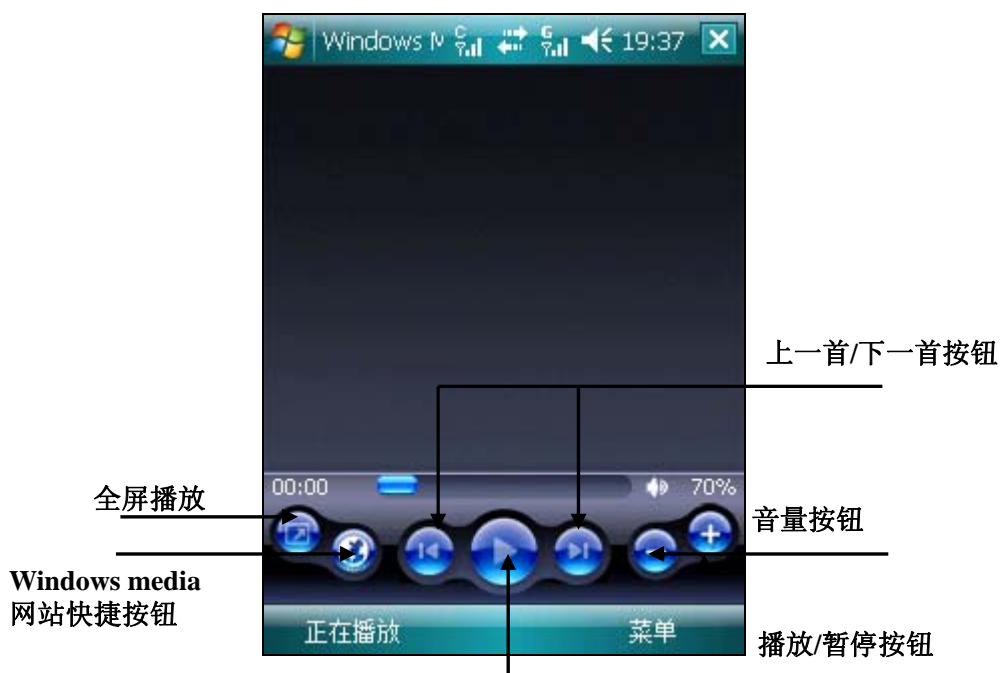 Windows M
19:37
上一首/下一首按钮
00:00
70%
全屏播放
音量按钮
Windows media
网站快捷按钮
正在播放
菜单
播放/暂停按钮